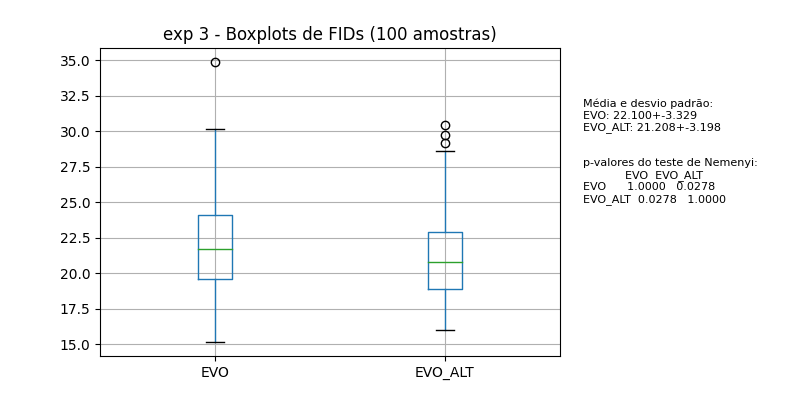 exp 3 - Boxplots de FIDs (100 amostras)
35.0
32.5
30.0
27.5
25.0
22.5
20.0
17.5
15.0
EVO EVO_ALT
Média e desvio padrão:
EVO: 22.100+-3.329
EVO_ALT: 21.208+-3.198
p-valores do teste de Nemenyi:
EVO EVO_ALT
EVO 1.0000 0.0278
EVO_ALT 0.0278 1.0000